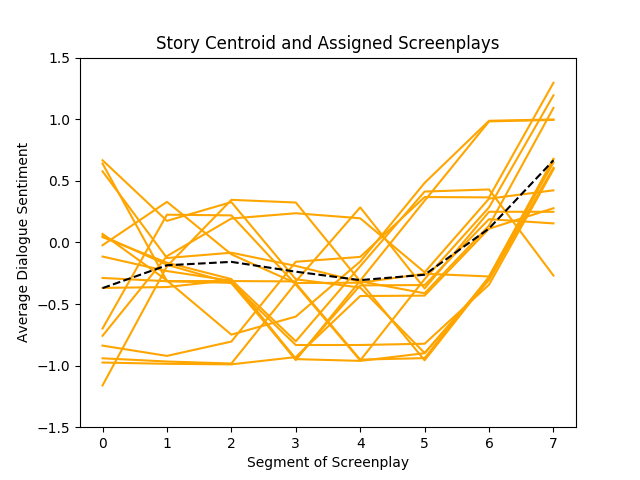 Story Centroid and Assigned Screenplays
1.5
1.0
0.5
0.0
−0.5
−1.0
−1.5
Average Dialogue Sentiment
0 1 2 3 4 5 6 7
Segment of Screenplay